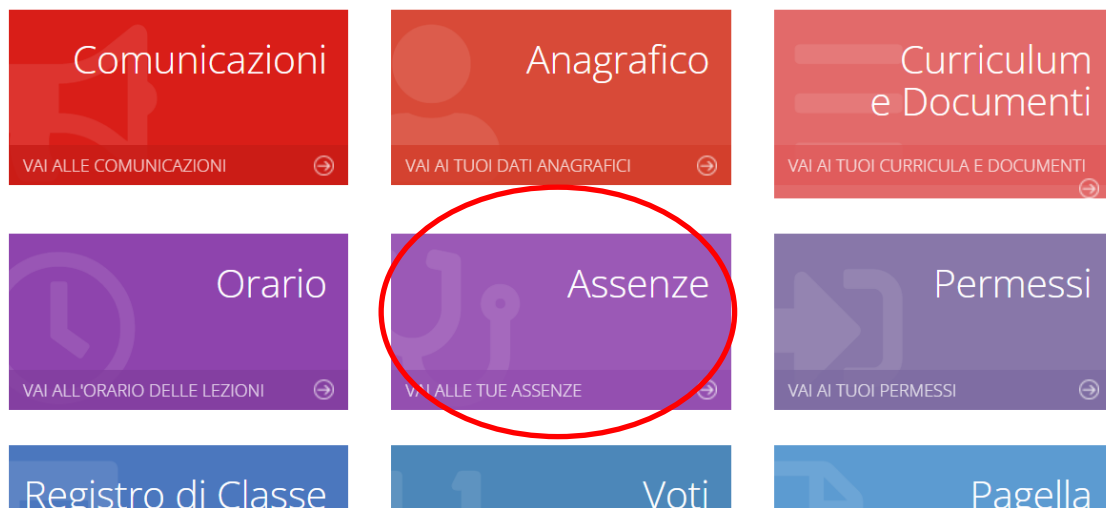 Comunicazioni
VAI ALLE COMUNICAZIONI
Anagrafico
VAI AI TUOI DATI ANAGRAFICI
Curriculum
e Documenti
VAI AI TUOI CURRICULA E DOCUMENTI
Orario
VAI ALL'ORARIO DELLE LEZIONI
Assenze
VAI ALLE TUE ASSENZE
Permessi
VAI AI TUOI PERMESSI
Registro di Classe
Voti
Pagella